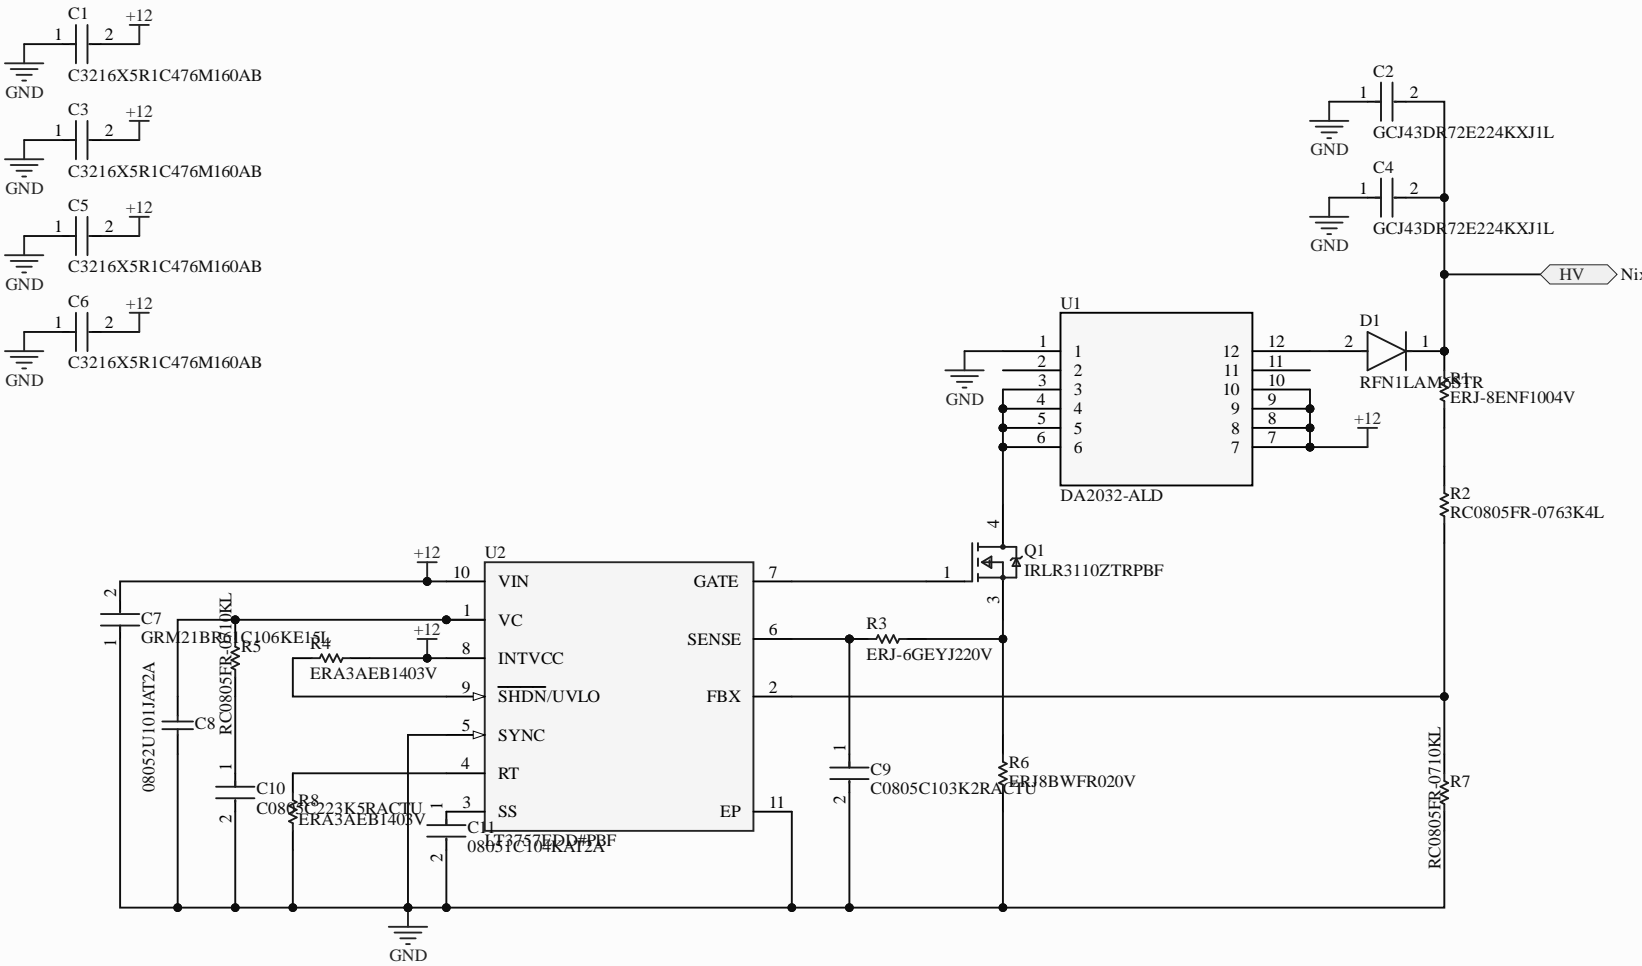 C1
+12
1
2
C3216X5R1C476M160AB
GND
C3
+12
1
2
C3216X5R1C476M160AB
GND
C5
+12
1
2
C3216X5R1C476M160AB
GND
C6
+12
1
2
C3216X5R1C476M160AB
GND
C2
1
2
GCJ43DR72E224KXJ1L
GND
C4
1
2
GCJ43DR72E224KXJ1L
GND
HV
U1
1 1
2 2
3 3
4 4
5 5
6 6
12 12
11 11
10 10
9 9
8 8
7 7
DA2032-ALD
GND
+12
D1
2
1
R1
ERJ-8ENF1004V
R2
RC0805FR-0763K4L
4
Q1
IRLR3110ZTRPBF
1
3
U2
+12
10 VIN
1 VC
+12
8 INTVCC
9 SHDN/UVLO
5 SYNC
4 RT
3 SS
GATE 7
SENSE 6
FBX 2
EP 11
LT3757EDD#PBF
2
C7
GRM21BR61C106KE15L
1
R5
RC0805FR-0710KL
R4
ERA3AEB1403V
08052U101JAT2A
C8
1
C10
C0805C223K5RACTU
2
R8
ERA3AEB1403V
1
C11
08051C104KAT2A
2
R3
ERJ-6GEYJ220V
1
C9
C0805C103K2RACTU
2
R6
ERJ8BWFR020V
RC0805FR-0710KL
R7
GND